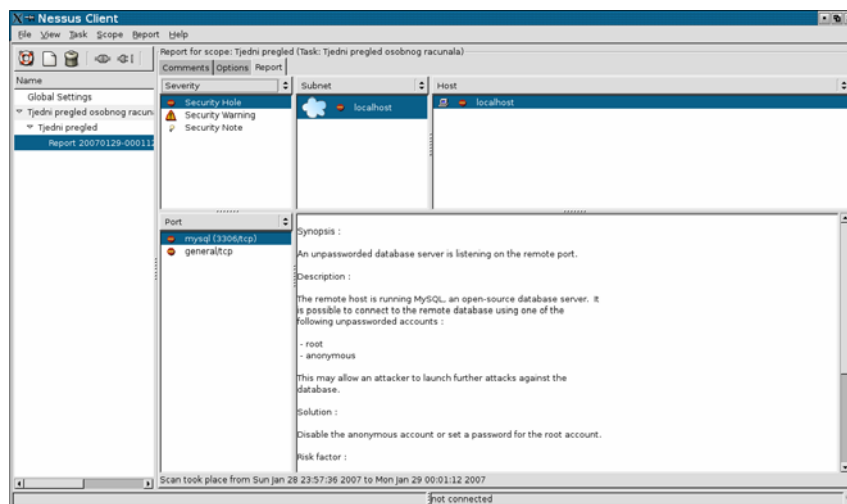 Nessus Client
File View Task Scope Report Help
Report for scope: Tjedni pregled (Task: Tjedni pregled osobnog racunala)
Comments Options Report
Name
Global Settings
Tjedni pregled osobnog racun
Tjedni pregled
Report 20070129-000112
Severity
Security Hole
Security Warning
Security Note
Subnet
localhost
Host
localhost
Port
mysql (3306/tcp)
general/tcp
Synopsis :
An unpassworded database server is listening on the remote port.
Description :
The remote host is running MySQL, an open-source database server. It
is possible to connect to the remote database using one of the
following unpassworded accounts :
- root
- anonymous
This may allow an attacker to launch further attacks against the
database.
Solution :
Disable the anonymous account or set a password for the root account.
Risk factor :
Scan took place from Sun Jan 28 23:57:36 2007 to Mon Jan 29 00:01:12 2007
not connected